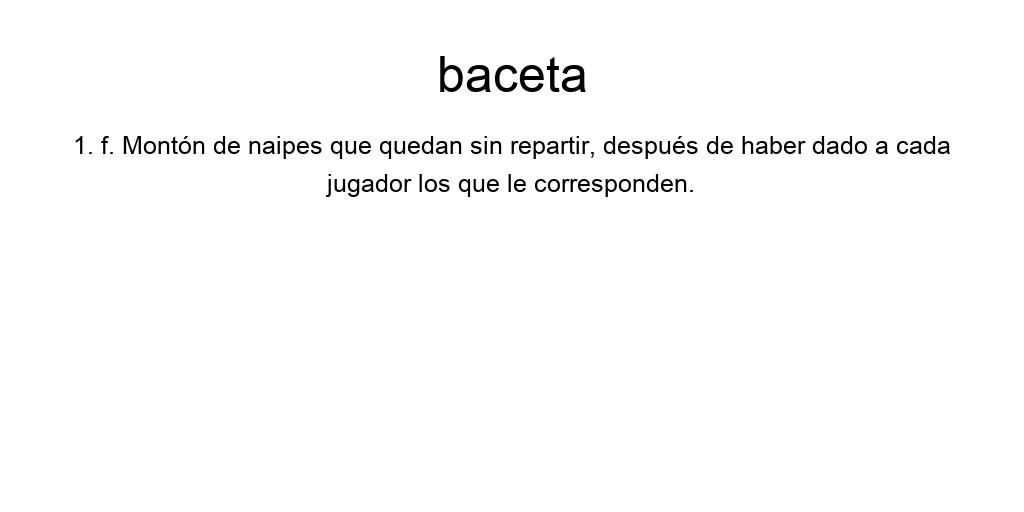 baceta
1. f. Montón de naipes que quedan sin repartir, después de haber dado a cada
jugador los que le corresponden.